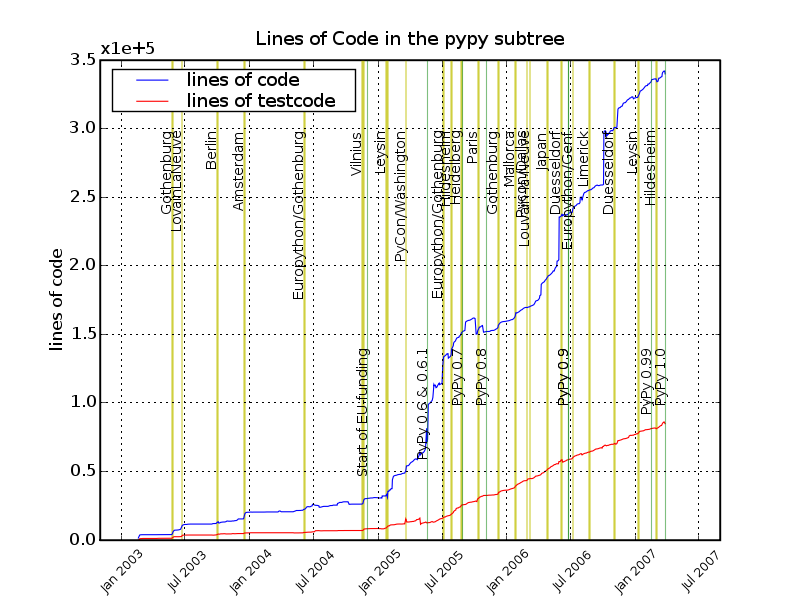 Lines of Code in the pypy subtree
x1e+5
lines of code
lines of testcode
lines of code
3.5
3.0
2.5
2.0
1.5
1.0
0.5
0.0
Gothenburg
LovainLaNeuve
Berlin
Amsterdam
Europython/Gothenburg
Vilnius
Leysin
PyCon/Washington
Europython/Gothenburg
Hildesheim
Heidelberg
Paris
Gothenburg
Mallorca
Louvain-la-Neuve
Japan
Duesseldorf
Europython/Genf
Limerick
Duesseldorf
Leysin
Hildesheim
Start of EU-funding
PyPy 0.6 & 0.6.1
PyPy 0.7
PyPy 0.8
PyPy 0.9
PyPy 0.99
PyPy 1.0
Jan 2003
Jul 2003
Jan 2004
Jul 2004
Jan 2005
Jul 2005
Jan 2006
Jul 2006
Jan 2007
Jul 2007